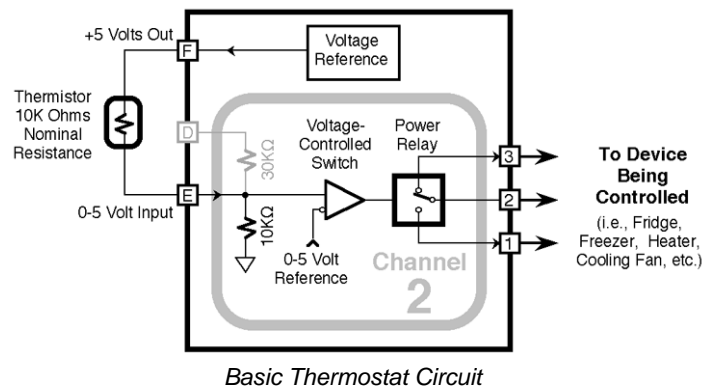 +5 Volts Out
F
Voltage
Reference
Thermistor
10K Ohms
Nominal
Resistance
D
30KΩ
Voltage-
Controlled
Switch
Power
Relay
3
To Device
Being
Controlled
E
2
0-5 Volt Input
10KΩ
(i.e., Fridge,
Freezer, Heater,
Cooling Fan, etc.)
1
0-5 Volt
Reference
Channel
2
Basic Thermostat Circuit